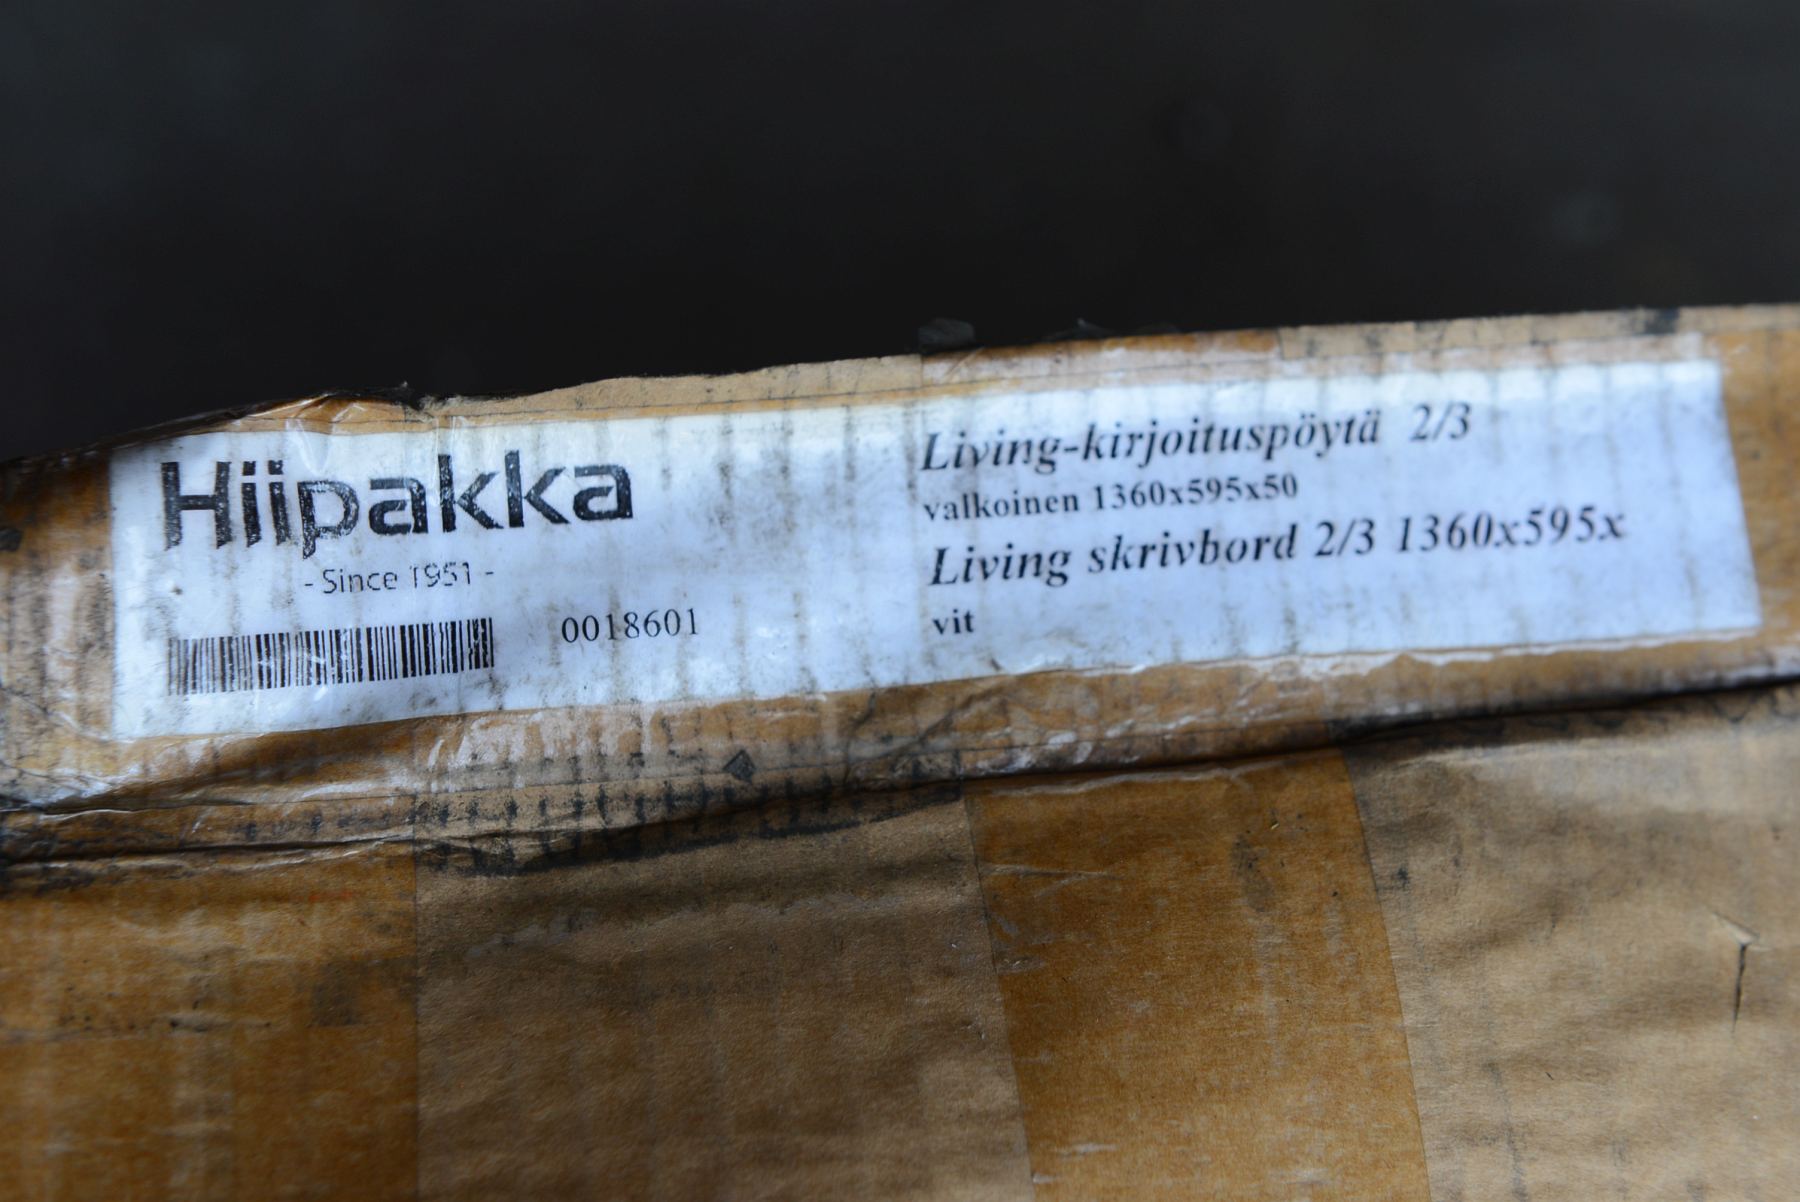 Hiipakka
- Since 1951 -
0018601
Living-kirjoituspöytä 2/3
valkoinen 1360x595x50
Living skrivbord 2/3 1360x595x
vit